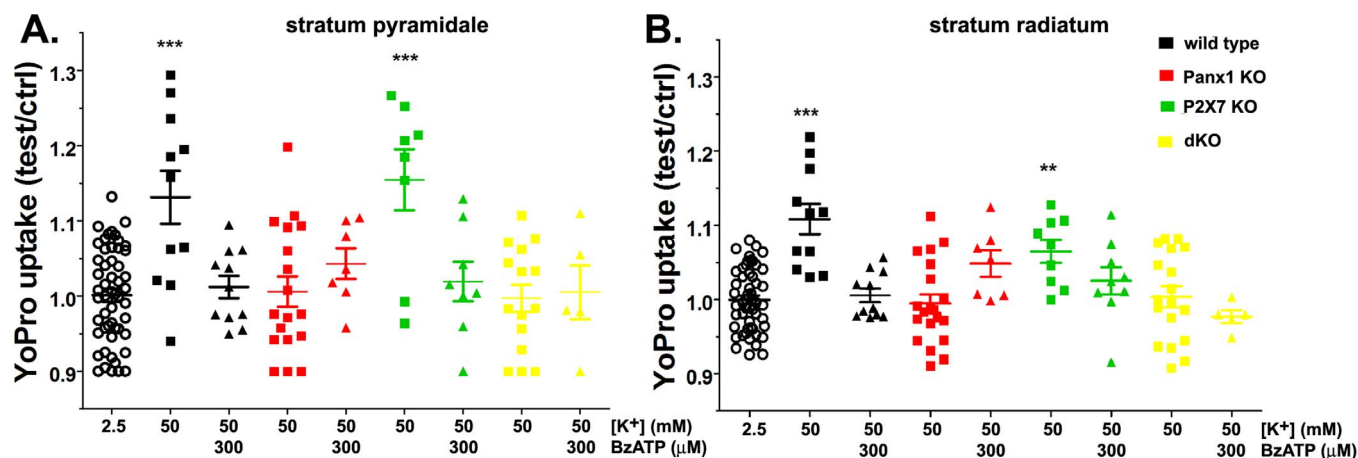 A.
stratum pyramidale
YoPro uptake (test/ctrl)
1.3
1.2
1.1
1.0
0.9
***
***
2.5 50 50 50 50 50 50 50 50 [K+] (mM)
300 300 300 300 BzATP (μM)
B.
stratum radiatum
YoPro uptake (test/ctrl)
1.3
1.2
1.1
1.0
0.9
***
**
wild type
Panx1 KO
P2X7 KO
dKO
2.5 50 50 50 50 50 50 50 50 [K+] (mM)
300 300 300 300 BzATP (μM)